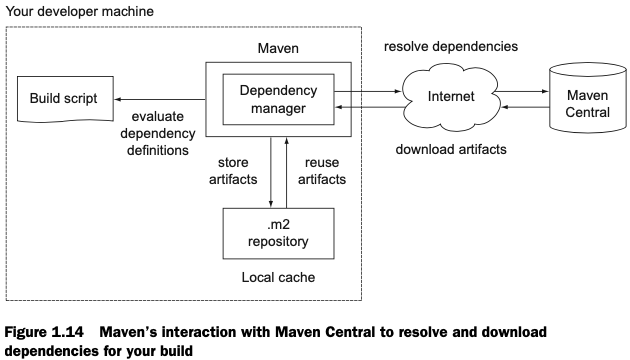 Your developer machine
Maven
resolve dependencies
Build script
Dependency
manager
Internet
Maven
Central
evaluate
dependency
definitions
download artifacts
store
artifacts
reuse
artifacts
.m2
repository
Local cache
Figure 1.14 Maven’s interaction with Maven Central to resolve and download
dependencies for your build